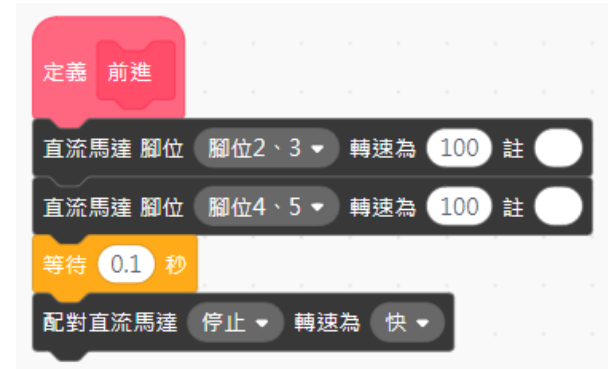 定義 前進
直流馬達 腳位 腳位2、3 轉速為 100 註
直流馬達 腳位 腳位4、5 轉速為 100 註
等待 0.1 秒
配對直流馬達 停止 轉速為 快